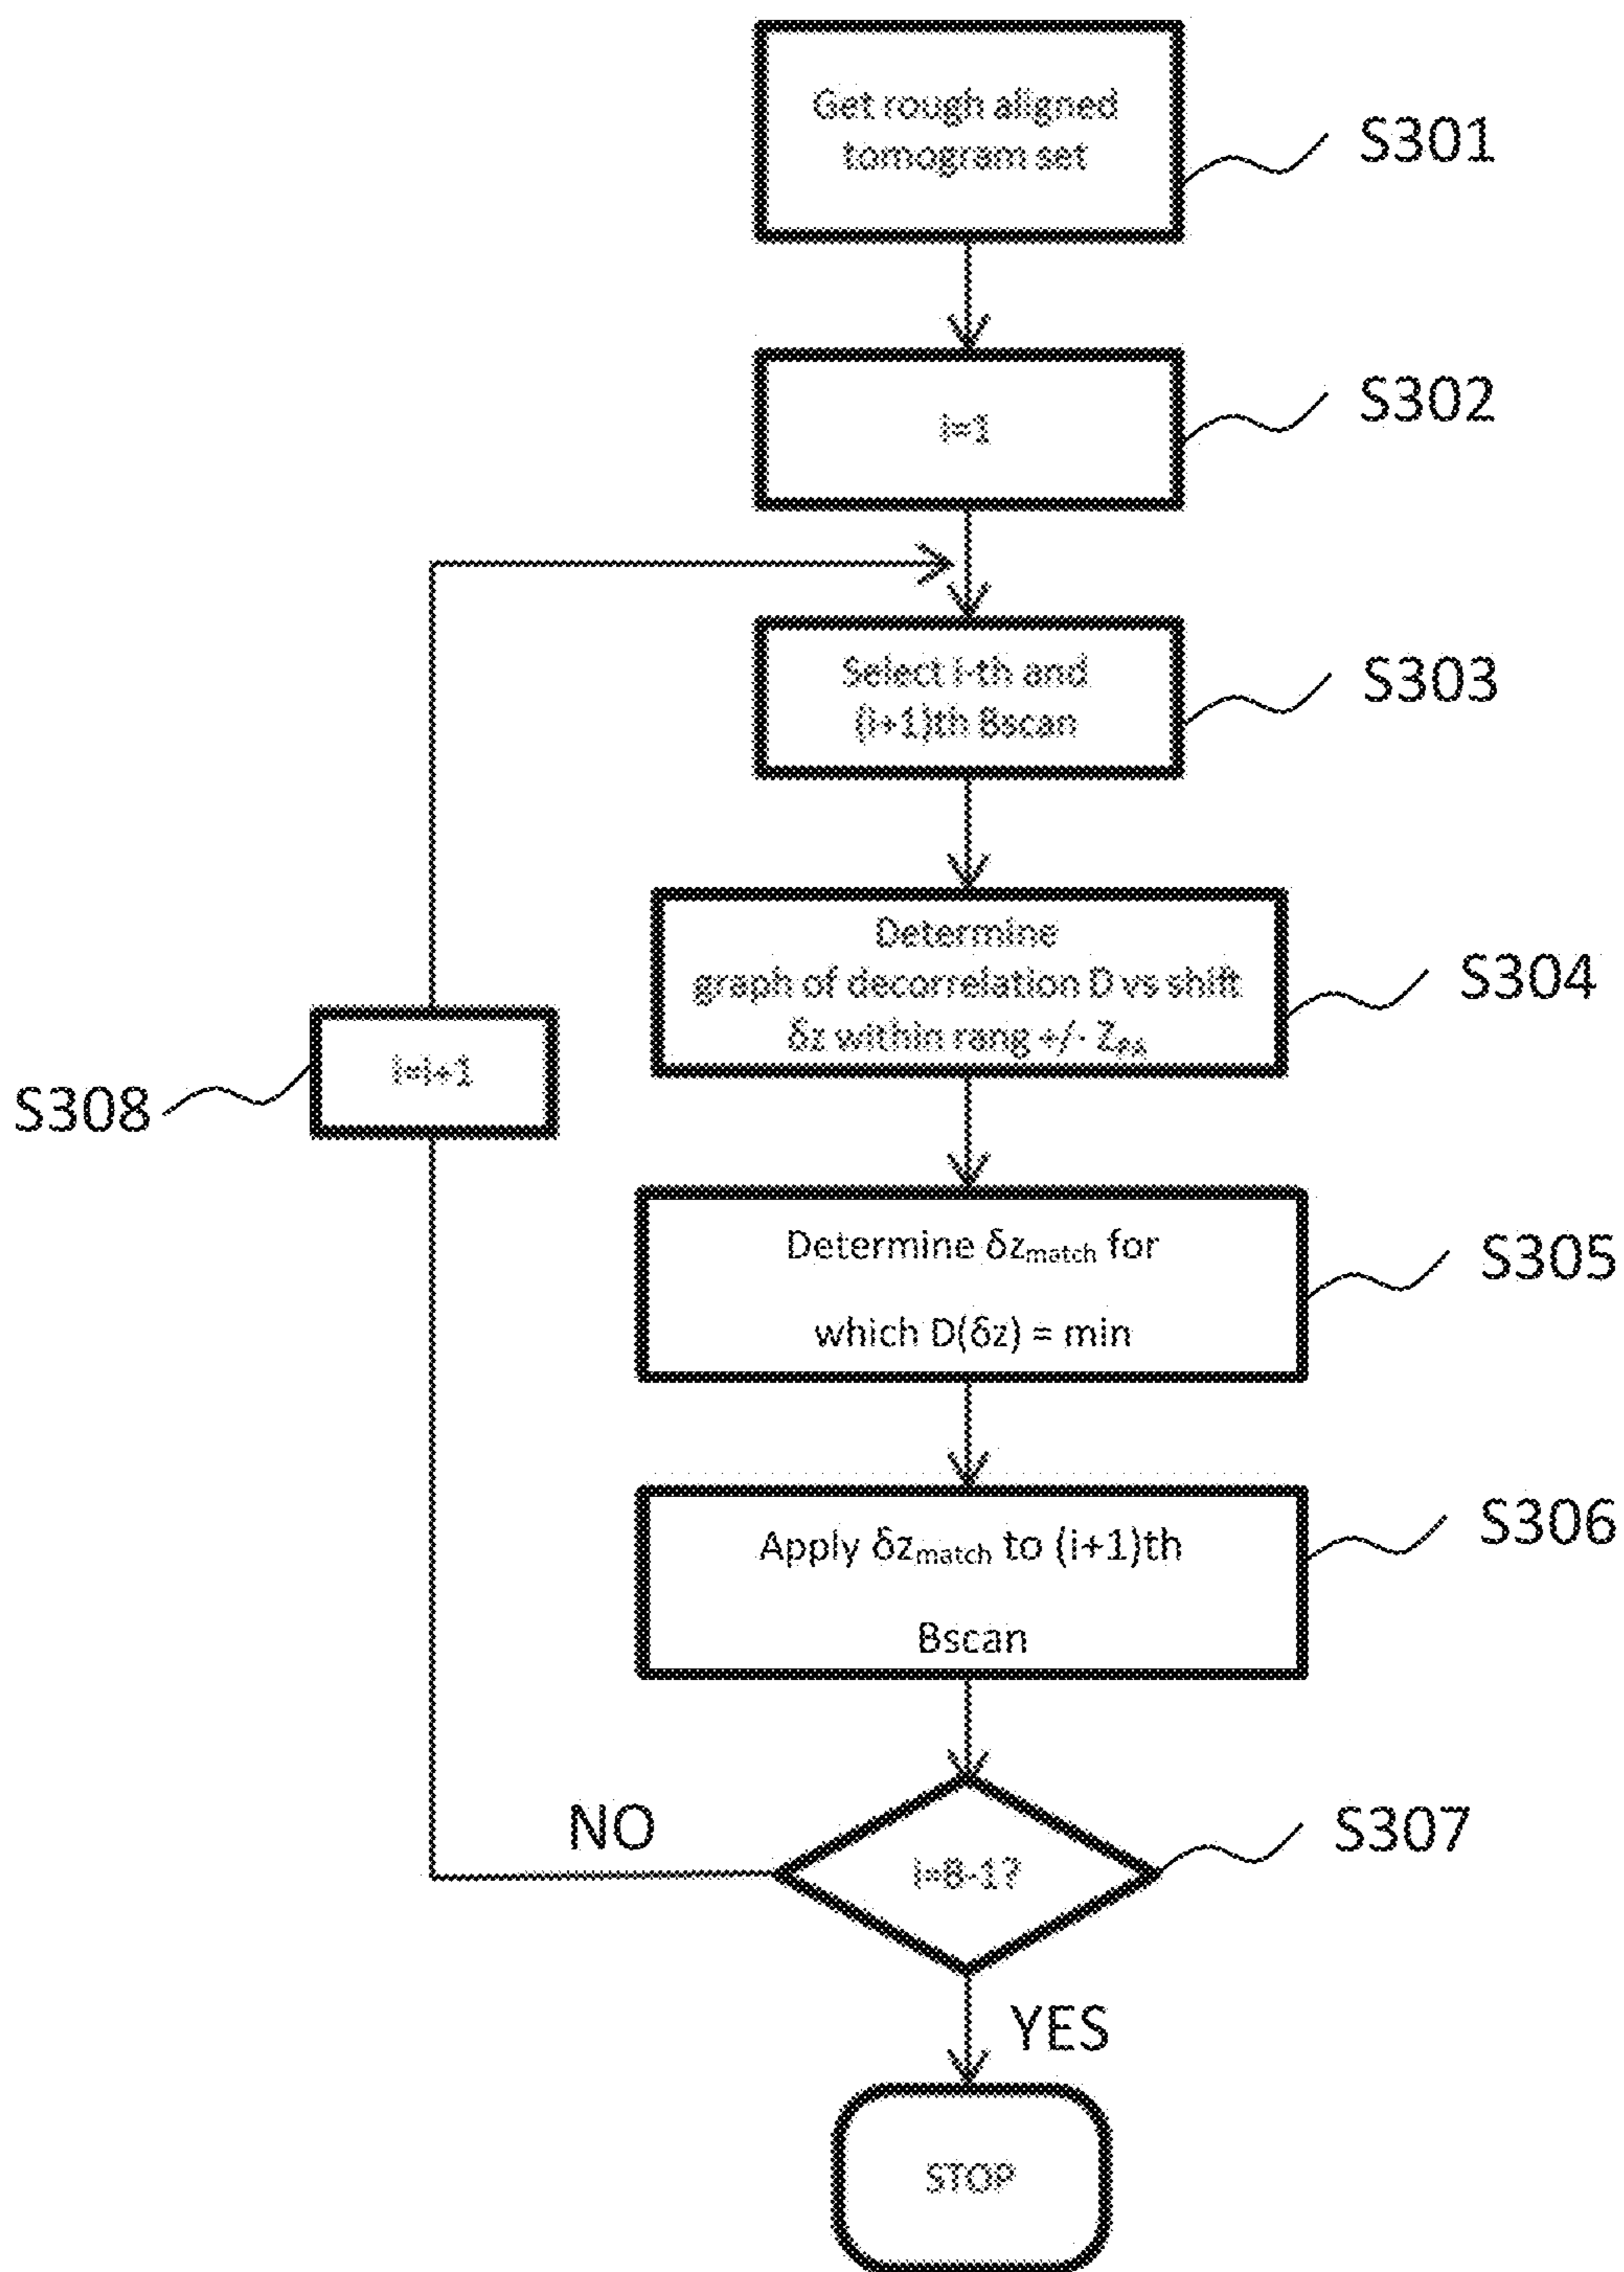 Get rough aligned
tomogram set
S301
i=1
S302
Select i-th and
(i+1)th Bscan
S303
Determine
graph of decorrelation D vs shift
δz within rang +/- Z
S304
i=i+1
S308
Determine δzmatch for
which D(δz) = min
S305
Apply δzmatch to (i+1)th
Bscan
S306
i=B-1?
S307
NO
YES
STOP